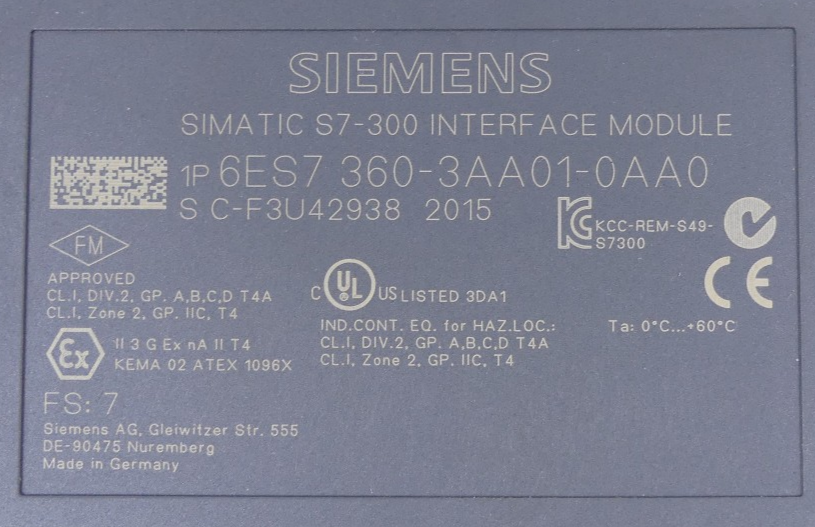 SIEMENS
SIMATIC S7-300 INTERFACE MODULE
1P 6ES7 360-3AA01-0AA0
S C-F3U42938 2015
KCC-REM-S49-
S7300
FM
APPROVED
CL.I, DIV.2, GP. A,B,C,D T4A
CL.I, Zone 2, GP. IIC, T4
C UL US LISTED 3DA1
CE
IND.CONT. EQ. for HAZ.LOC.:
CL.I, DIV.2, GP. A,B,C,D T4A
CL.I, Zone 2, GP. IIC, T4
Ta: 0°C...+60°C
Ex
II 3 G Ex nA II T4
KEMA 02 ATEX 1096X
FS: 7
Siemens AG, Gleiwitzer Str. 555
DE-90475 Nuremberg
Made in Germany